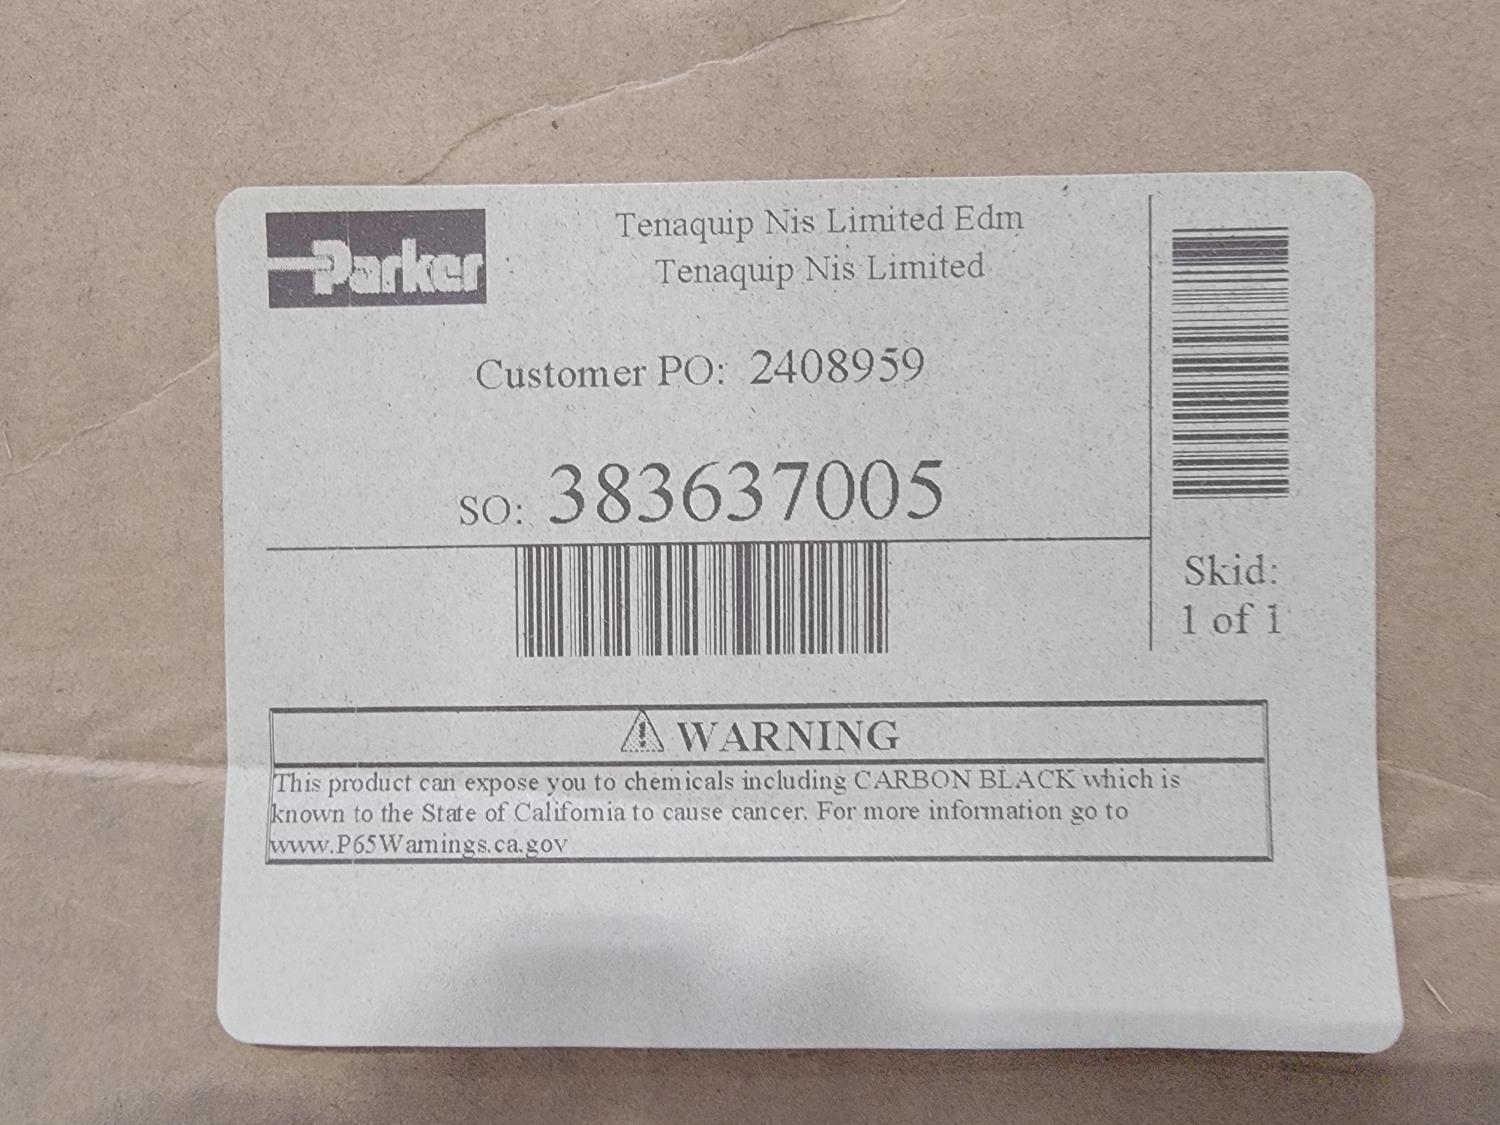 Parker
Tenaquip Nis Limited Edm
Tenaquip Nis Limited
Customer PO: 2408959
SO: 383637005
Skid:
1 of 1
WARNING
This product can expose you to chemicals including CARBON BLACK which is
known to the State of California to cause cancer. For more information go to
www.P65Warnings.ca.gov